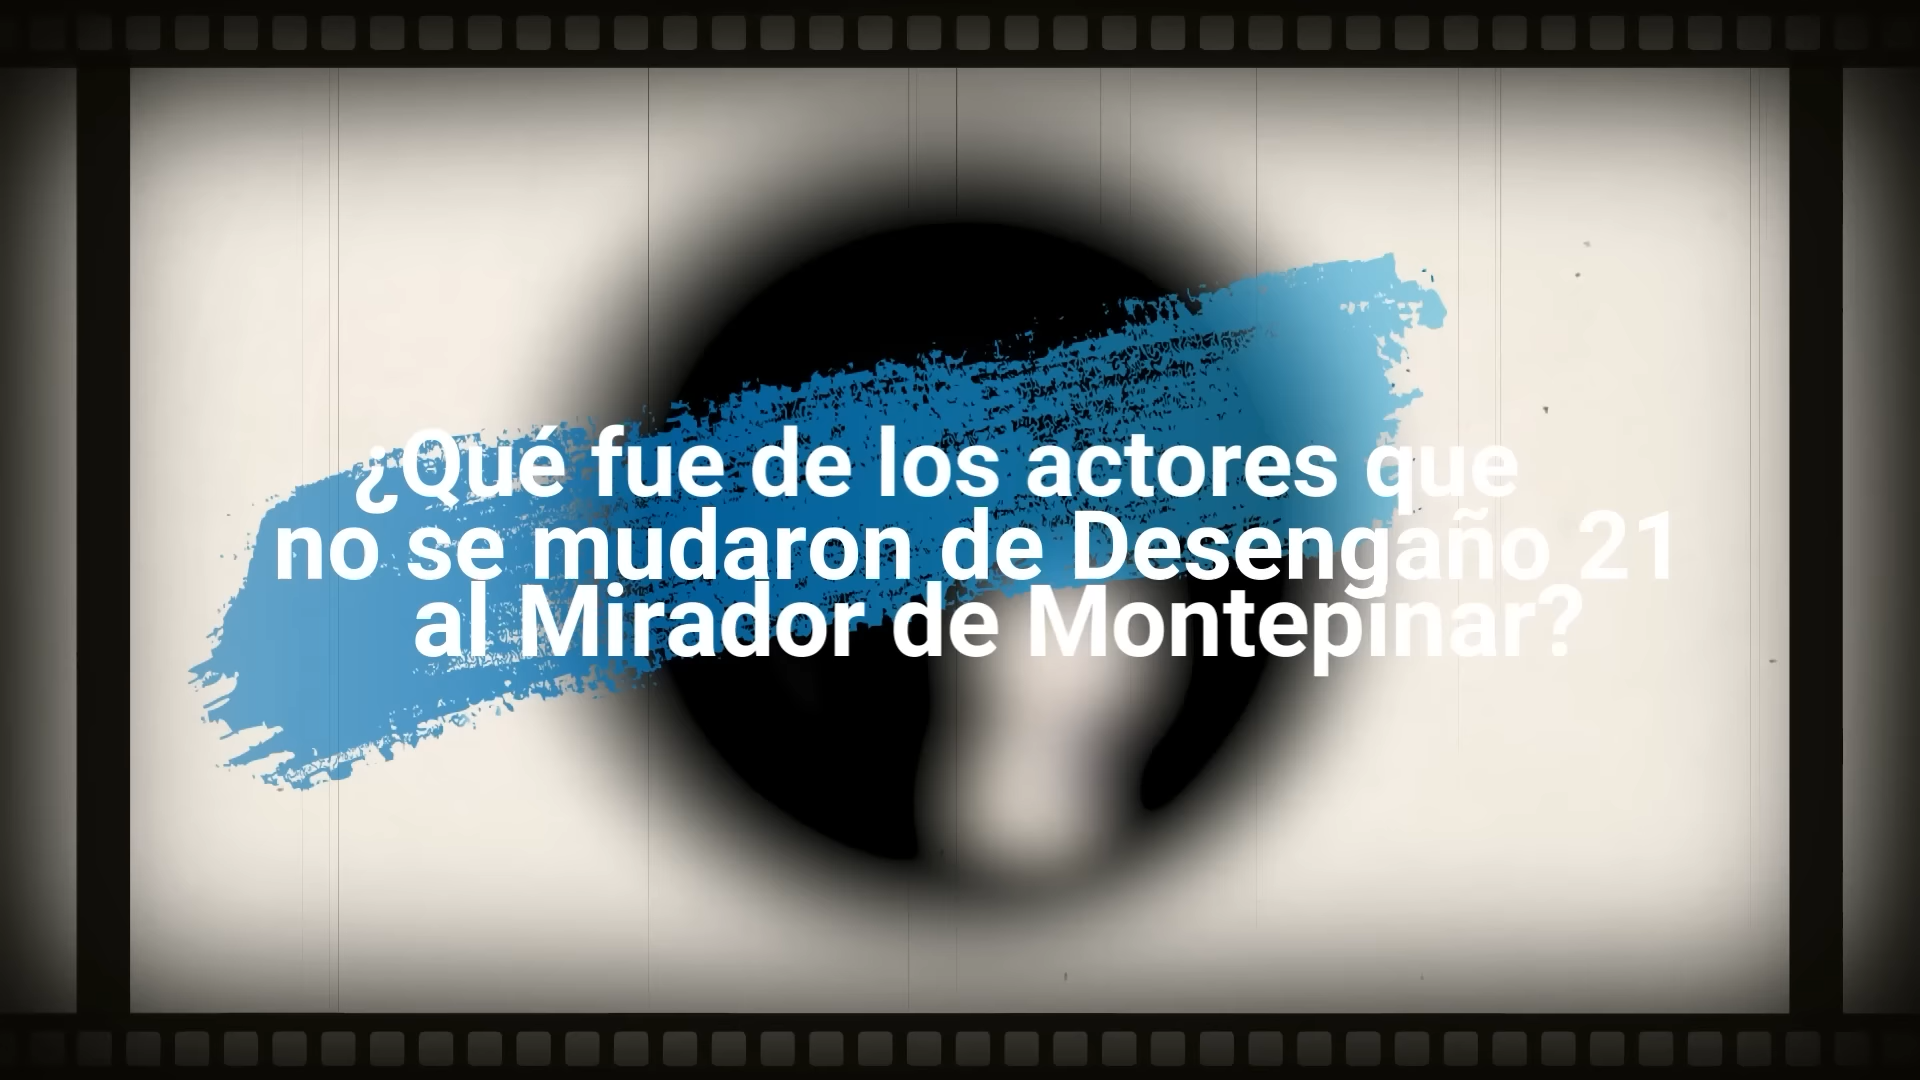 ¿Qué fue de los actores que
no se mudaron de Desengaño 21
al Mirador de Montepinar?